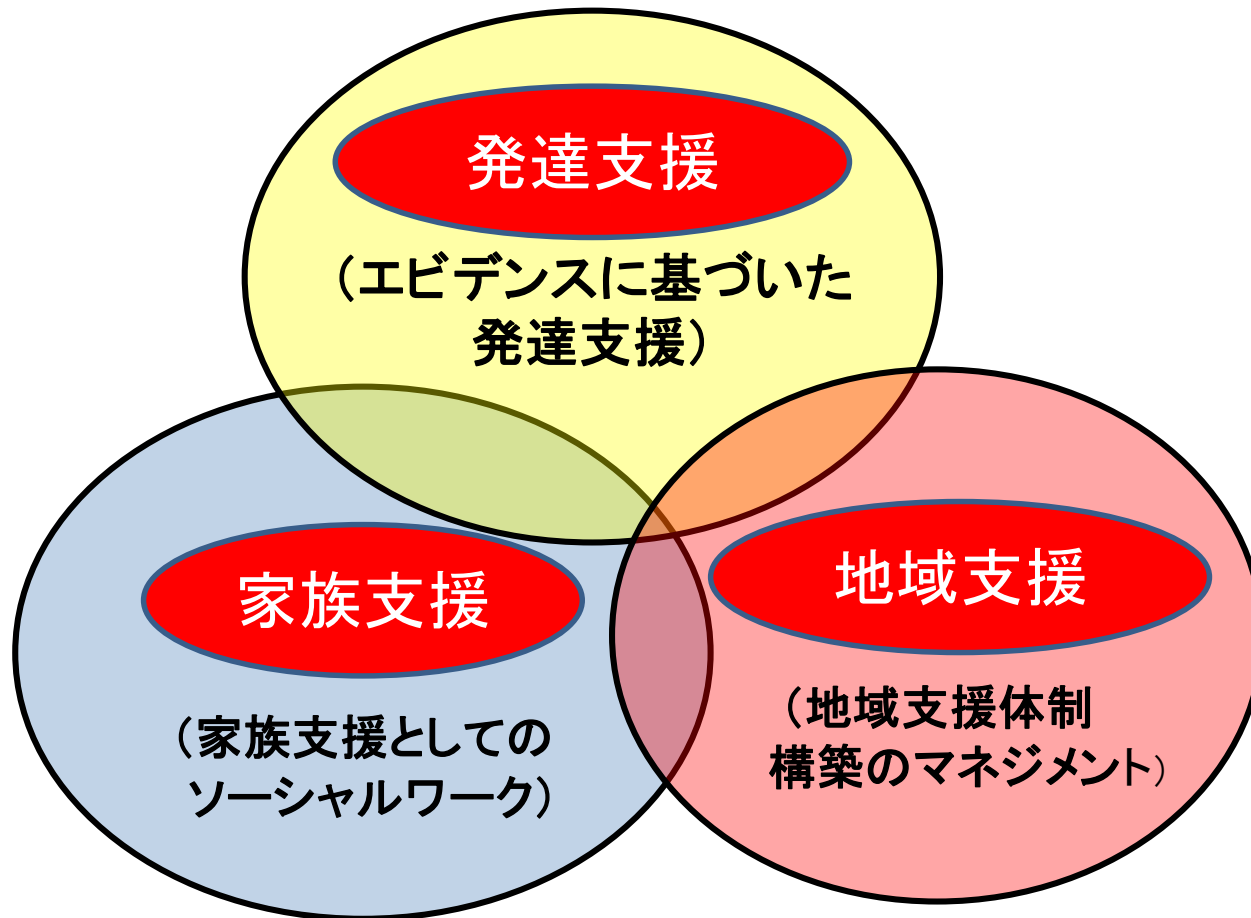 発達支援
（エビデンスに基づいた
発達支援）
家族支援
（家族支援としての
ソーシャルワーク）
地域支援
（地域支援体制
構築のマネジメント）